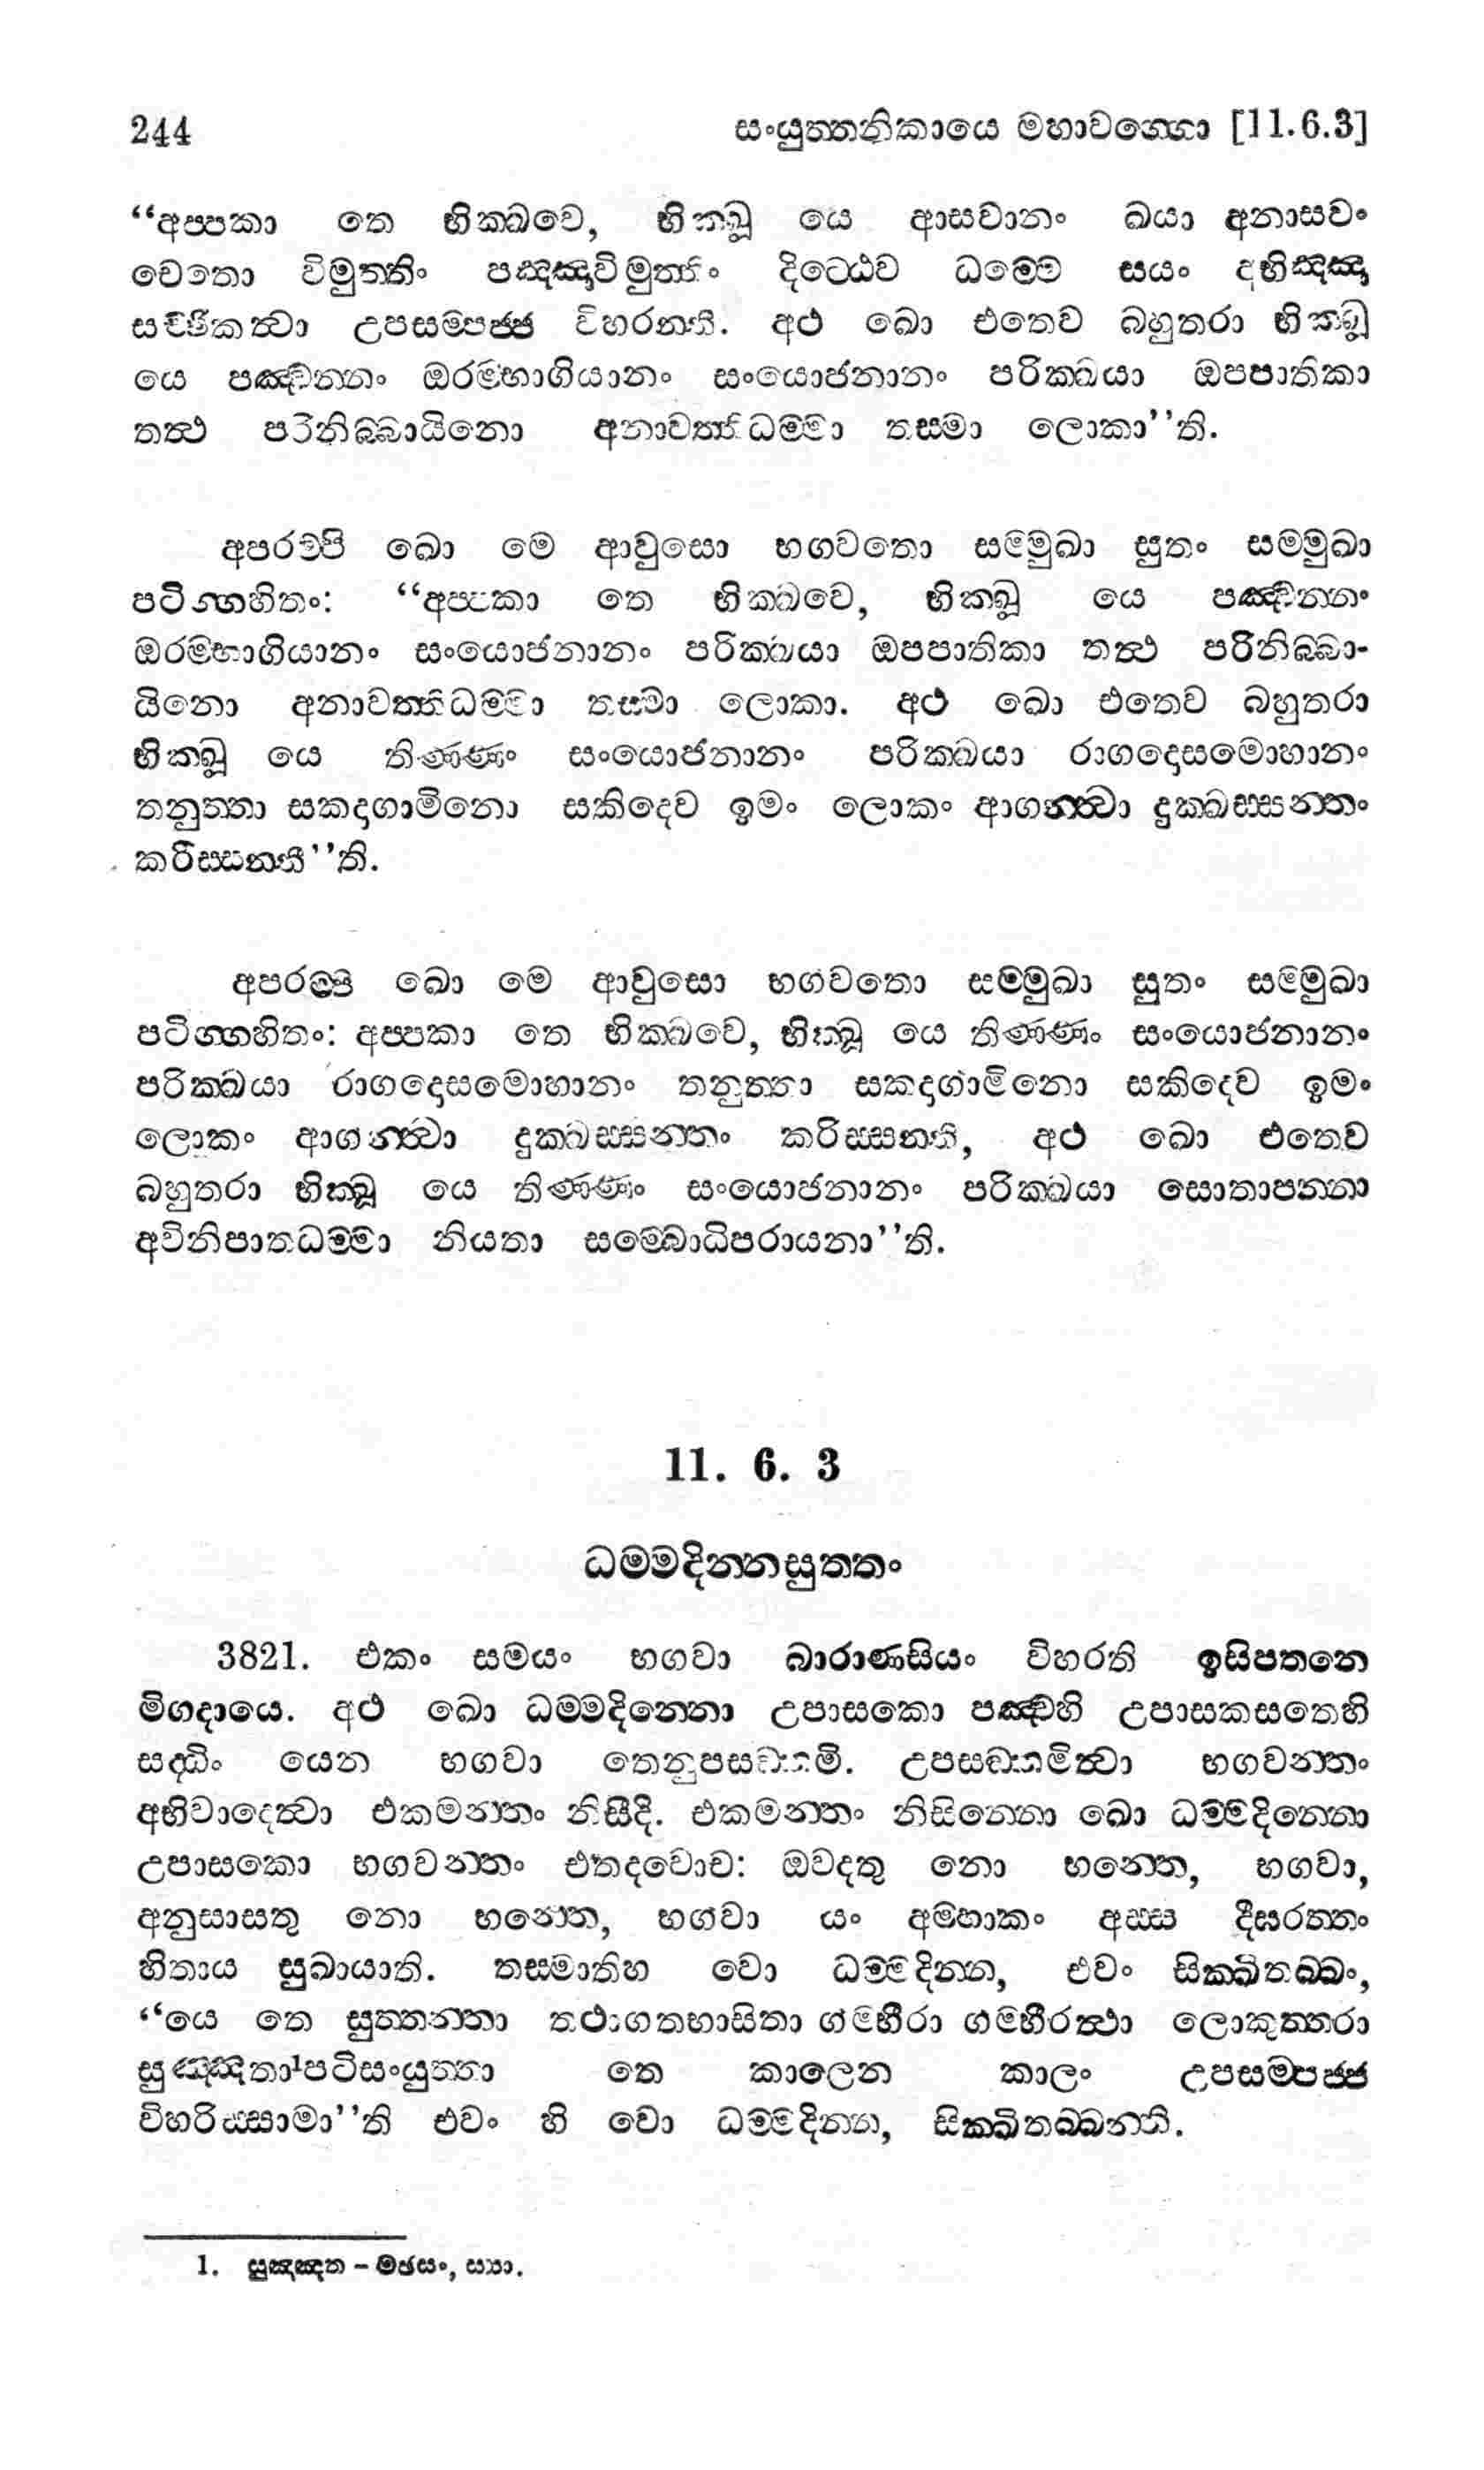 244 සංයුත්තනිකායෙ මහාවග්ගො [11.6.3]
“අප්පකා තෙ භික්ඛවෙ, භික්ඛූ යෙ ආසවානං ඛයා අනාසවං
චෙතො විමුත්තිං පඤ්ඤාවිමුත්තිං දිට්ඨෙව ධම්මෙ සයං අභිඤ්ඤා
සච්ඡිකත්වා උපසම්පජ්ජ විහරන්ති. අථ ඛො එතෙව බහුතරා භික්ඛූ
යෙ පඤ්චන්නං ඔරම්භාගියානං සංයොජනානං පරික්ඛයා ඔපපාතිකා
තත්ථ පරිනිබ්බායිනො අනාවත්තිධම්මා තස්මා ලොකා’’ති.
අපරම්පි ඛො මෙ ආවුසො භගවතො සම්මුඛා සුතං සම්මුඛා
පටිග්ගහිතං: “අප්පකා තෙ භික්ඛවෙ, භික්ඛූ යෙ පඤ්චන්නං
ඔරම්භාගියානං සංයොජනානං පරික්ඛයා ඔපපාතිකා තත්ථ පරිනිබ්බා-
යිනො අනාවත්තිධම්මා තස්මා ලොකා. අථ ඛො එතෙව බහුතරා
භික්ඛූ යෙ තිණ්ණං සංයොජනානං පරික්ඛයා රාගදොසමොහානං
තනුත්තා සකදාගාමිනො සකිදෙව ඉමං ලොකං ආගන්ත්වා දුක්ඛස්සන්තං
කරිස්සන්තී’’ති.
අපරම්පි ඛො මෙ ආවුසො භගවතො සම්මුඛා සුතං සම්මුඛා
පටිග්ගහිතං: අප්පකා තෙ භික්ඛවෙ, භික්ඛූ යෙ තිණ්ණං සංයොජනානං
පරික්ඛයා රාගදොසමොහානං තනුත්තා සකදාගාමිනො සකිදෙව ඉමං
ලොකං ආගන්ත්වා දුක්ඛස්සන්තං කරිස්සන්ති, අථ ඛො එතෙව
බහුතරා භික්ඛූ යෙ තිණ්ණං සංයොජනානං පරික්ඛයා සොතාපන්නා
අවිනිපාතධම්මා නියතා සම්බොධිපරායනා’’ති.
11. 6. 3
ධම්මදින්නසුත්තං
3821. එකං සමයං භගවා බාරාණසියං විහරති ඉසිපතනෙ
මිගදායෙ. අථ ඛො ධම්මදින්නො උපාසකො පඤ්චහි උපාසකසතෙහි
සද්ධිං යෙන භගවා තෙනුපසඞ්කමි. උපසඞ්කමිත්වා භගවන්තං
අභිවාදෙත්වා එකමන්තං නිසීදි. එකමන්තං නිසින්නො ඛො ධම්මදින්නො
උපාසකො භගවන්තං එතදවොච: ඔවදතු නො භන්තෙ, භගවා,
අනුසාසතු නො භන්තෙ, භගවා යං අම්හාකං අස්ස දීඝරත්තං
හිතාය සුඛායාති. තස්මාතිහ වො ධම්මදින්න, එවං සික්ඛිතබ්බං,
“යෙ තෙ සුත්තන්තා තථාගතභාසිතා ගම්භීරා ගම්භීරත්ථා ලොකුත්තරා
සුඤ්ඤතා¹පටිසංයුත්තා තෙ කාලෙන කාලං උපසම්පජ්ජ
විහරිස්සාමා’’ති එවං හි වො ධම්මදින්න, සික්ඛිතබ්බන්ති.
1. සුඤ්ඤත – මඡසං, ස්‍යා.